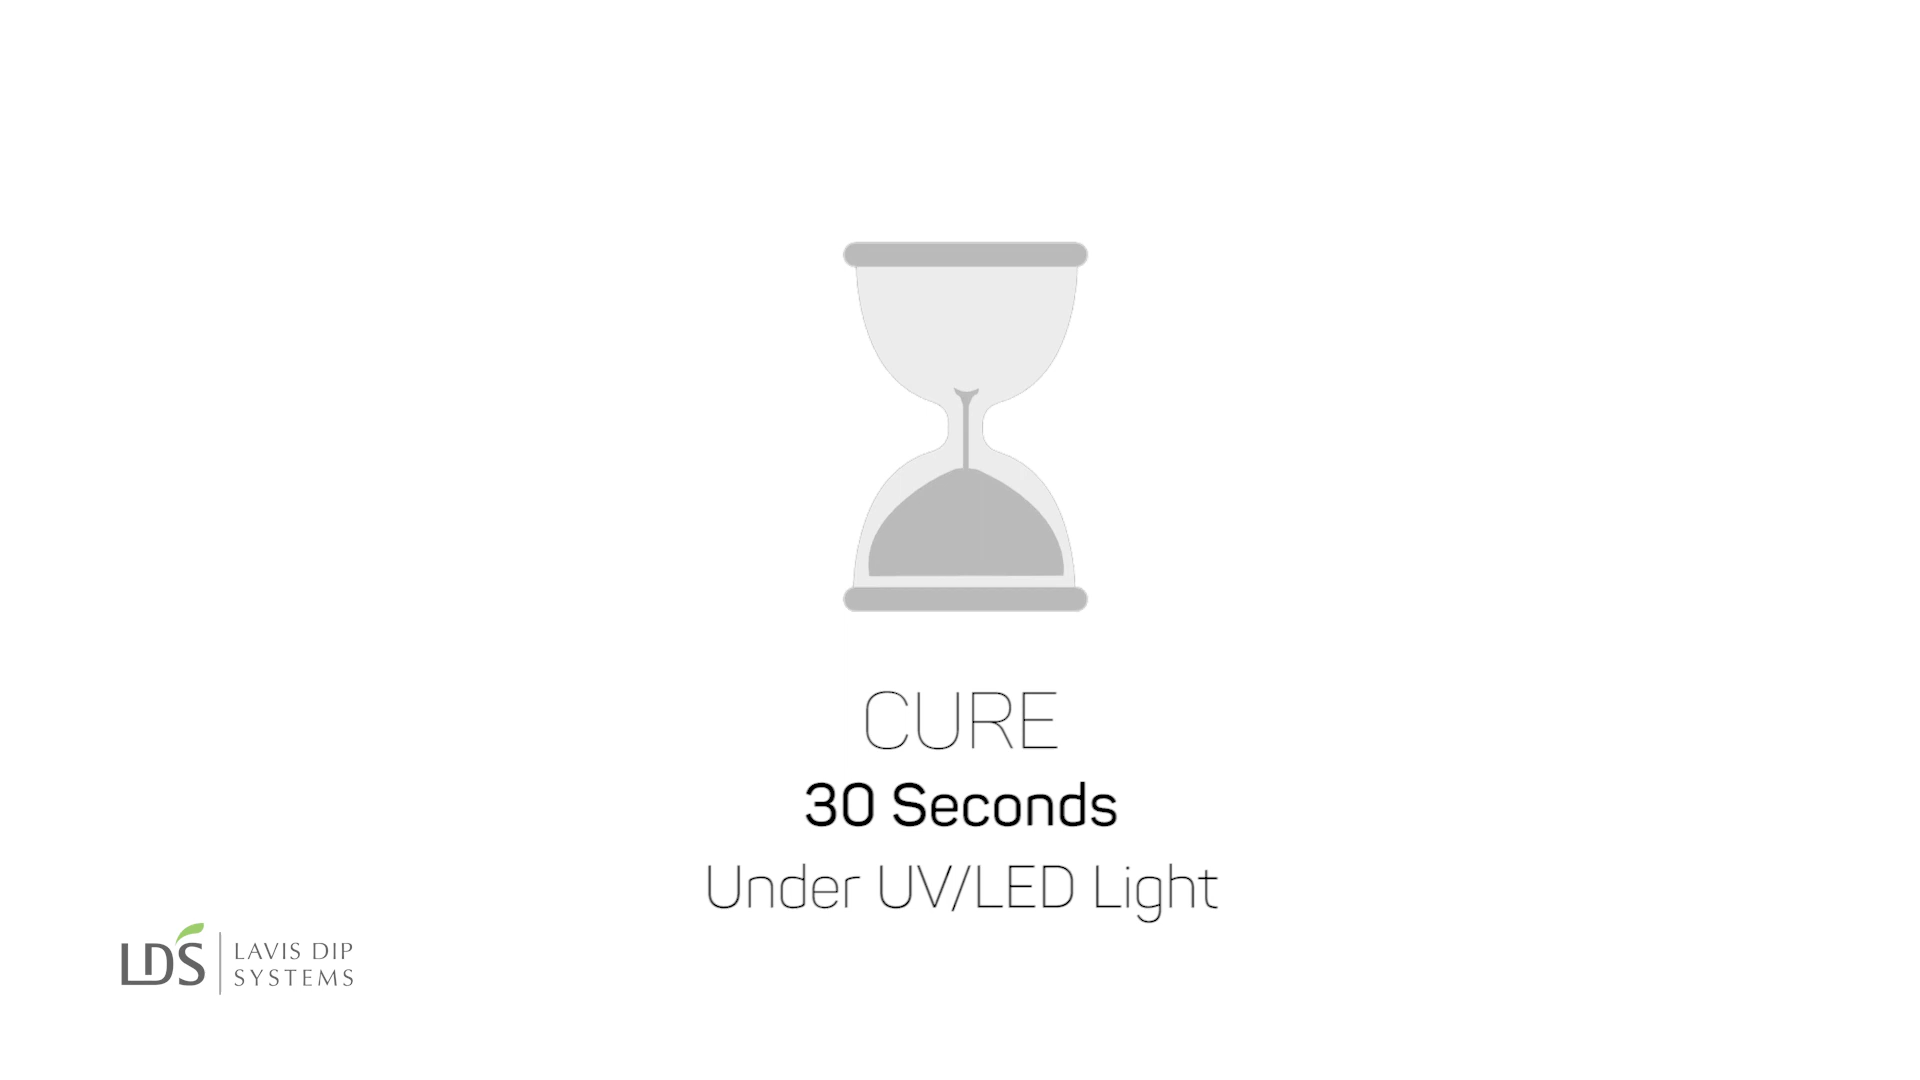 CURE
30 Seconds
Under UV/LED Light
LDS
LAVIS DIP
SYSTEMS